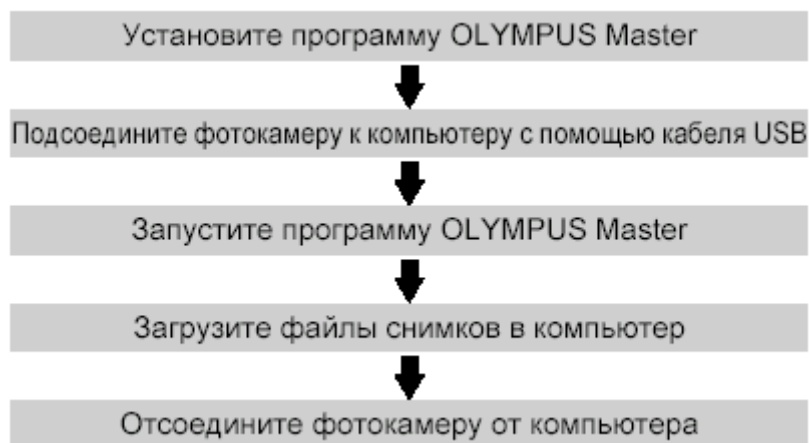 Установите программу OLYMPUS Master
Подсоедините фотокамеру к компьютеру с помощью кабеля USB
Запустите программу OLYMPUS Master
Загрузите файлы снимков в компьютер
Отсоедините фотокамеру от компьютера